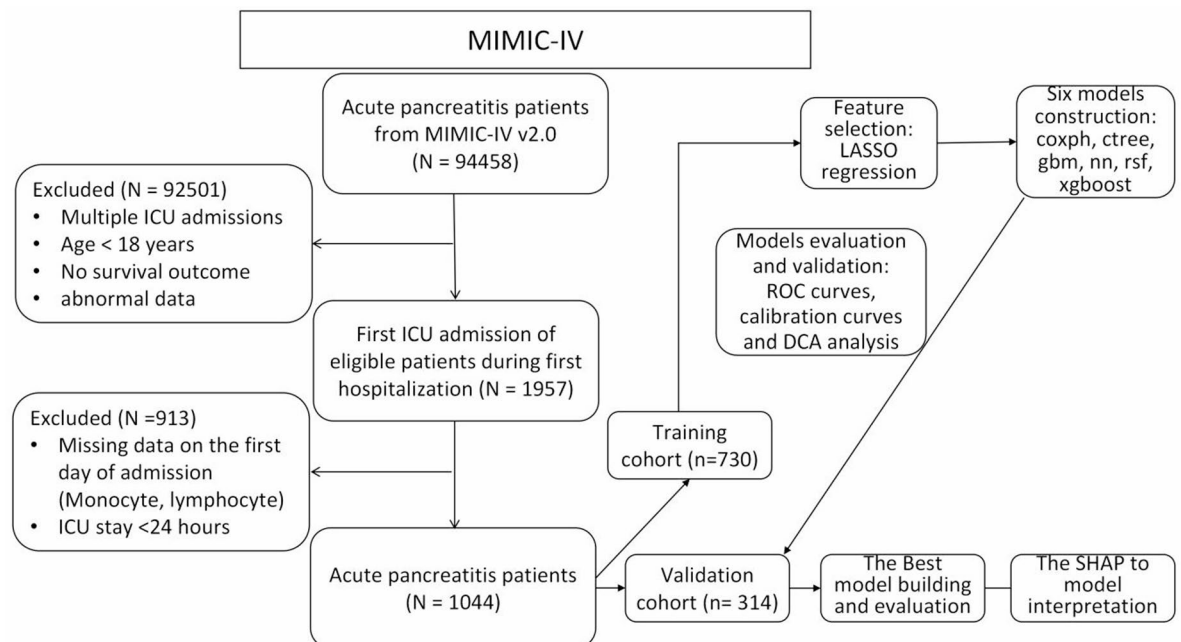 MIMIC-IV
Acute pancreatitis patients
from MIMIC-IV v2.0
(N = 94458)
Excluded (N = 92501)
• Multiple ICU admissions
• Age < 18 years
• No survival outcome
• abnormal data
First ICU admission of
eligible patients during first
hospitalization (N = 1957)
Excluded (N =913)
• Missing data on the first
day of admission
(Monocyte, lymphocyte)
• ICU stay <24 hours
Acute pancreatitis patients
(N = 1044)
Training
cohort (n=730)
Feature
selection:
LASSO
regression
Six models
construction:
coxph, ctree,
gbm, nn, rsf,
xgboost
Models evaluation
and validation:
ROC curves,
calibration curves
and DCA analysis
Validation
cohort (n= 314)
The Best
model building
and evaluation
The SHAP to
model
interpretation